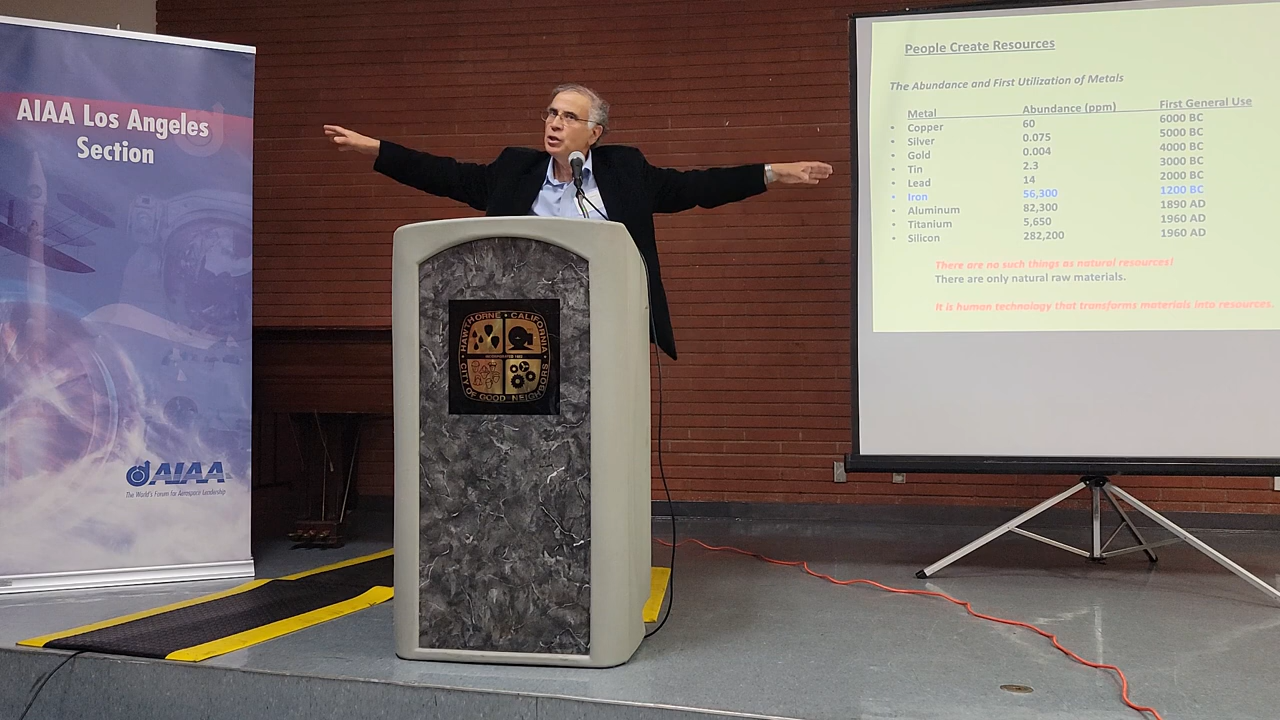 AIAA Los Angeles
Section
AIAA
The World's Forum for Aerospace Leadership
HAWTHORNE • CALIFORNIA
CITY OF GOOD NEIGHBORS
People Create Resources
The Abundance and First Utilization of Metals
Metal Abundance (ppm) First General Use
• Copper 60 6000 BC
• Silver 0.075 5000 BC
• Gold 0.004 4000 BC
• Tin 2.3 3000 BC
• Lead 14 2000 BC
• Iron 56,300 1200 BC
• Aluminum 82,300 1890 AD
• Titanium 5,650 1960 AD
• Silicon 282,200 1960 AD
There are no such things as natural resources!
There are only natural raw materials.
It is human technology that transforms materials into resources.